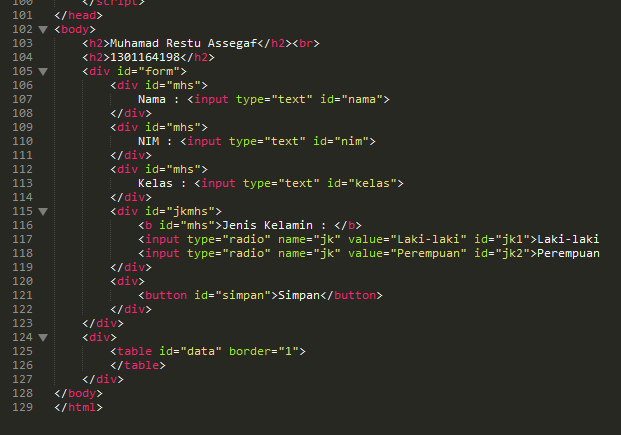 100 </script>
101 </head>
102 <body>
103 <h2>Muhamad Restu Assegaf</h2><br>
104 <h2>1301164198</h2>
105 <div id="form">
106 <div id="mhs">
107 Nama : <input type="text" id="nama">
108 </div>
109 <div id="mhs">
110 NIM : <input type="text" id="nim">
111 </div>
112 <div id="mhs">
113 Kelas : <input type="text" id="kelas">
114 </div>
115 <div id="jkmhs">
116 <b id="mhs">Jenis Kelamin : </b>
117 <input type="radio" name="jk" value="Laki-laki" id="jk1">Laki-laki
118 <input type="radio" name="jk" value="Perempuan" id="jk2">Perempuan
119 </div>
120 <div>
121 <button id="simpan">Simpan</button>
122 </div>
123 </div>
124 <div>
125 <table id="data" border="1">
126 </table>
127 </div>
128 </body>
129 </html>